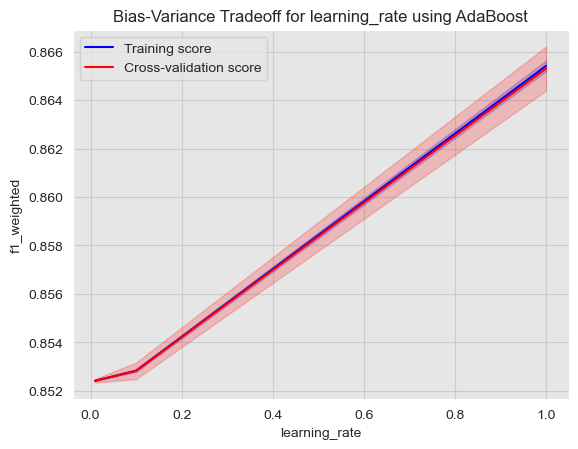 Bias-Variance Tradeoff for learning_rate using AdaBoost
Training score
Cross-validation score
0.866
0.864
0.862
0.860
0.858
0.856
0.854
0.852
f1_weighted
0.0 0.2 0.4 0.6 0.8 1.0
learning_rate